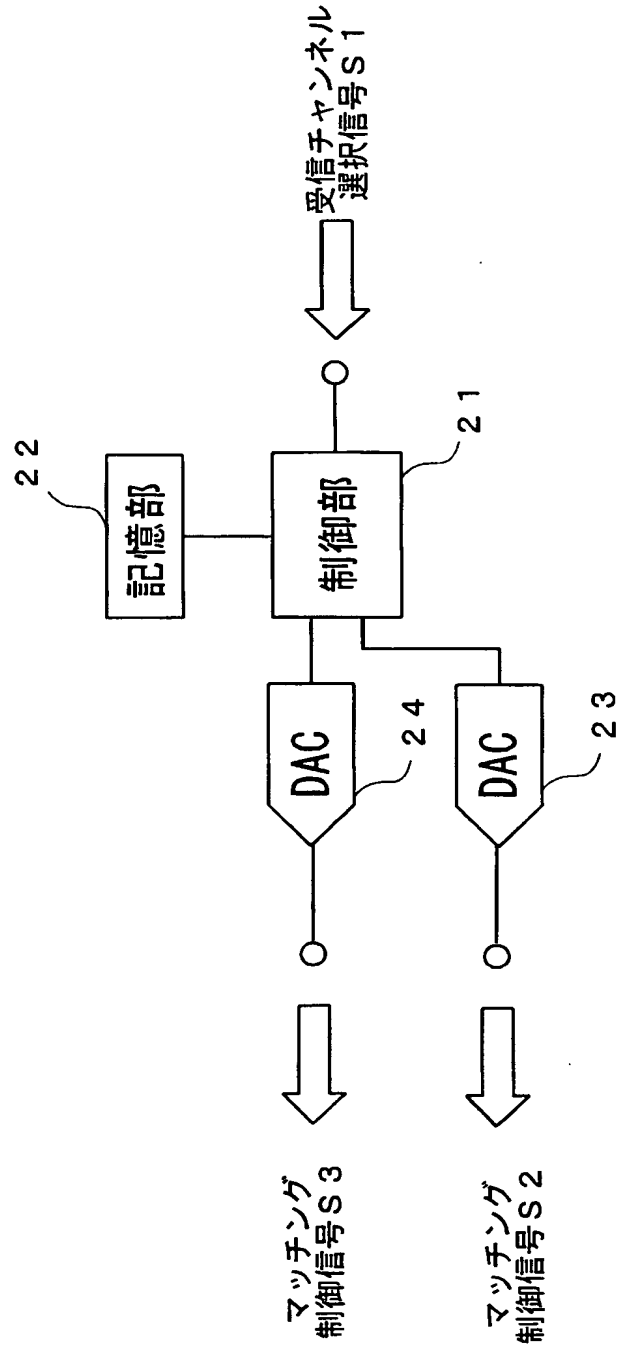 ２２
記憶部
受信チャンネル
選択信号Ｓ１
制御部
２１
DAC
２４
DAC
２３
マッチング
制御信号Ｓ３
マッチング
制御信号Ｓ２